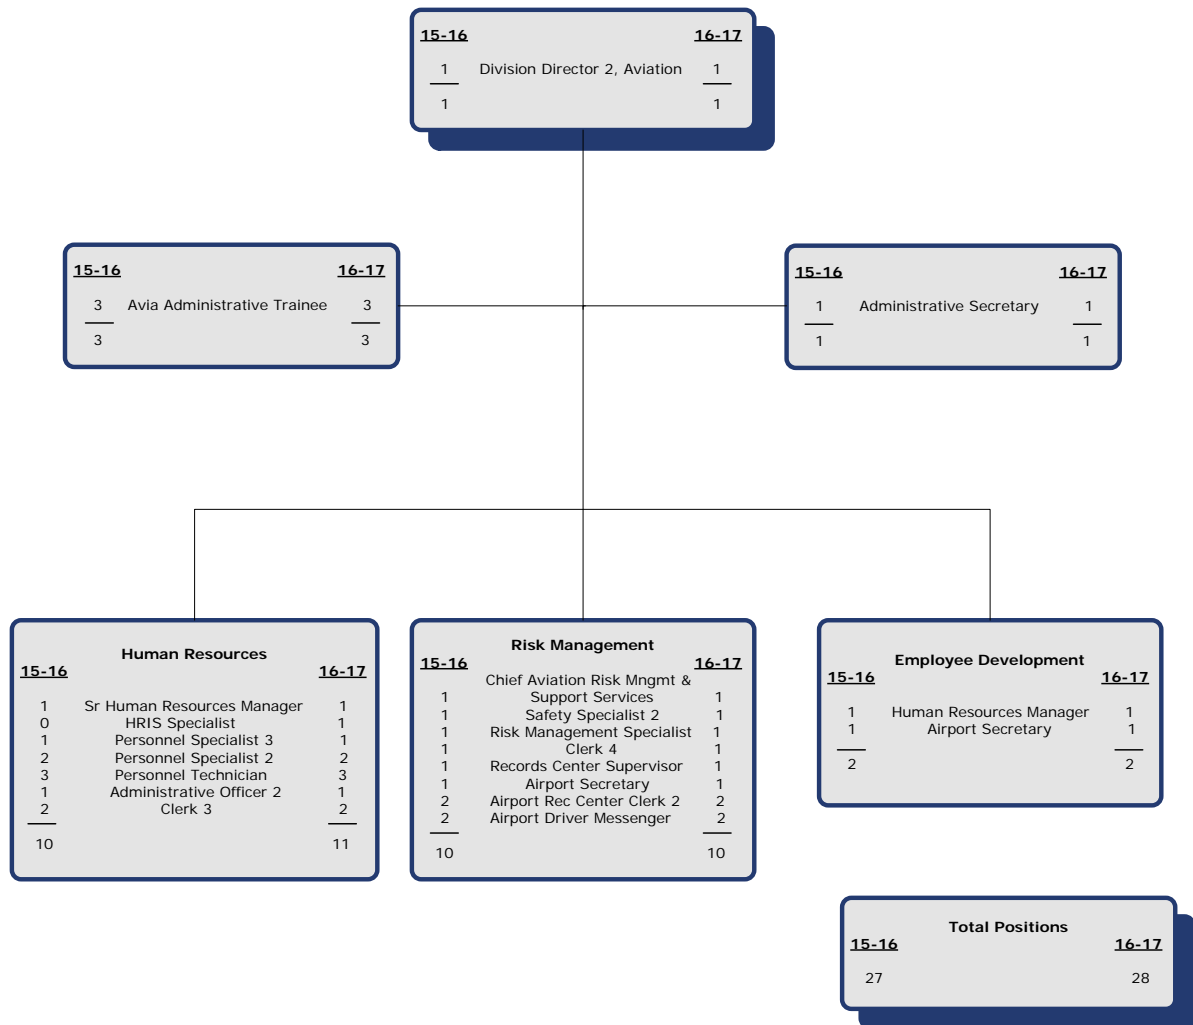 15-16 16-17
1 Division Director 2, Aviation 1
1 1
15-16 16-17
3 Avia Administrative Trainee 3
3 3
15-16 16-17
1 Administrative Secretary 1
1 1
Human Resources
15-16 16-17
1 Sr Human Resources Manager 1
0 HRIS Specialist 1
1 Personnel Specialist 3 1
2 Personnel Specialist 2 2
3 Personnel Technician 3
1 Administrative Officer 2 1
2 Clerk 3 2
10 11
Risk Management
15-16 16-17
Chief Aviation Risk Mngmt &
1 Support Services 1
1 Safety Specialist 2 1
1 Risk Management Specialist 1
1 Clerk 4 1
1 Records Center Supervisor 1
1 Airport Secretary 1
2 Airport Rec Center Clerk 2 2
2 Airport Driver Messenger 2
10 10
Employee Development
15-16 16-17
1 Human Resources Manager 1
1 Airport Secretary 1
2 2
Total Positions
15-16 16-17
27 28